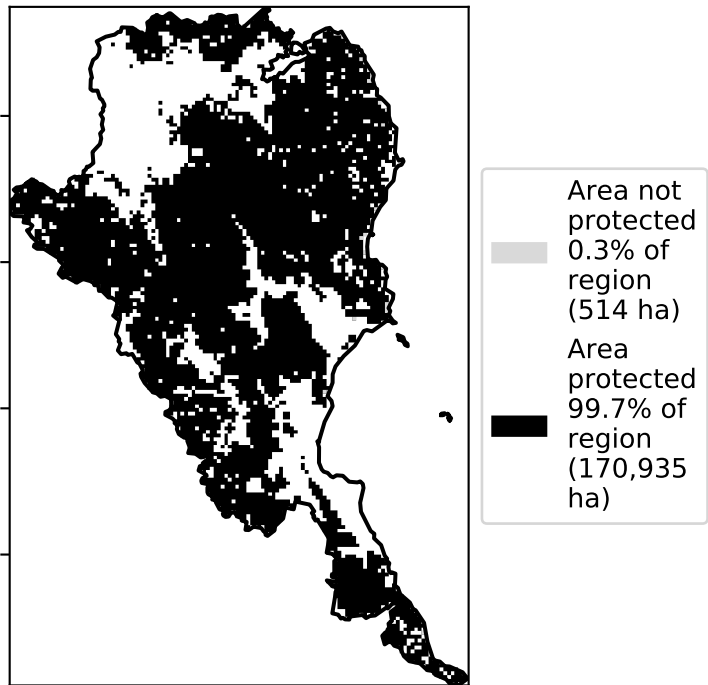 Area not
protected
0.3% of
region
(514 ha)
Area
protected
99.7% of
region
(170,935
ha)